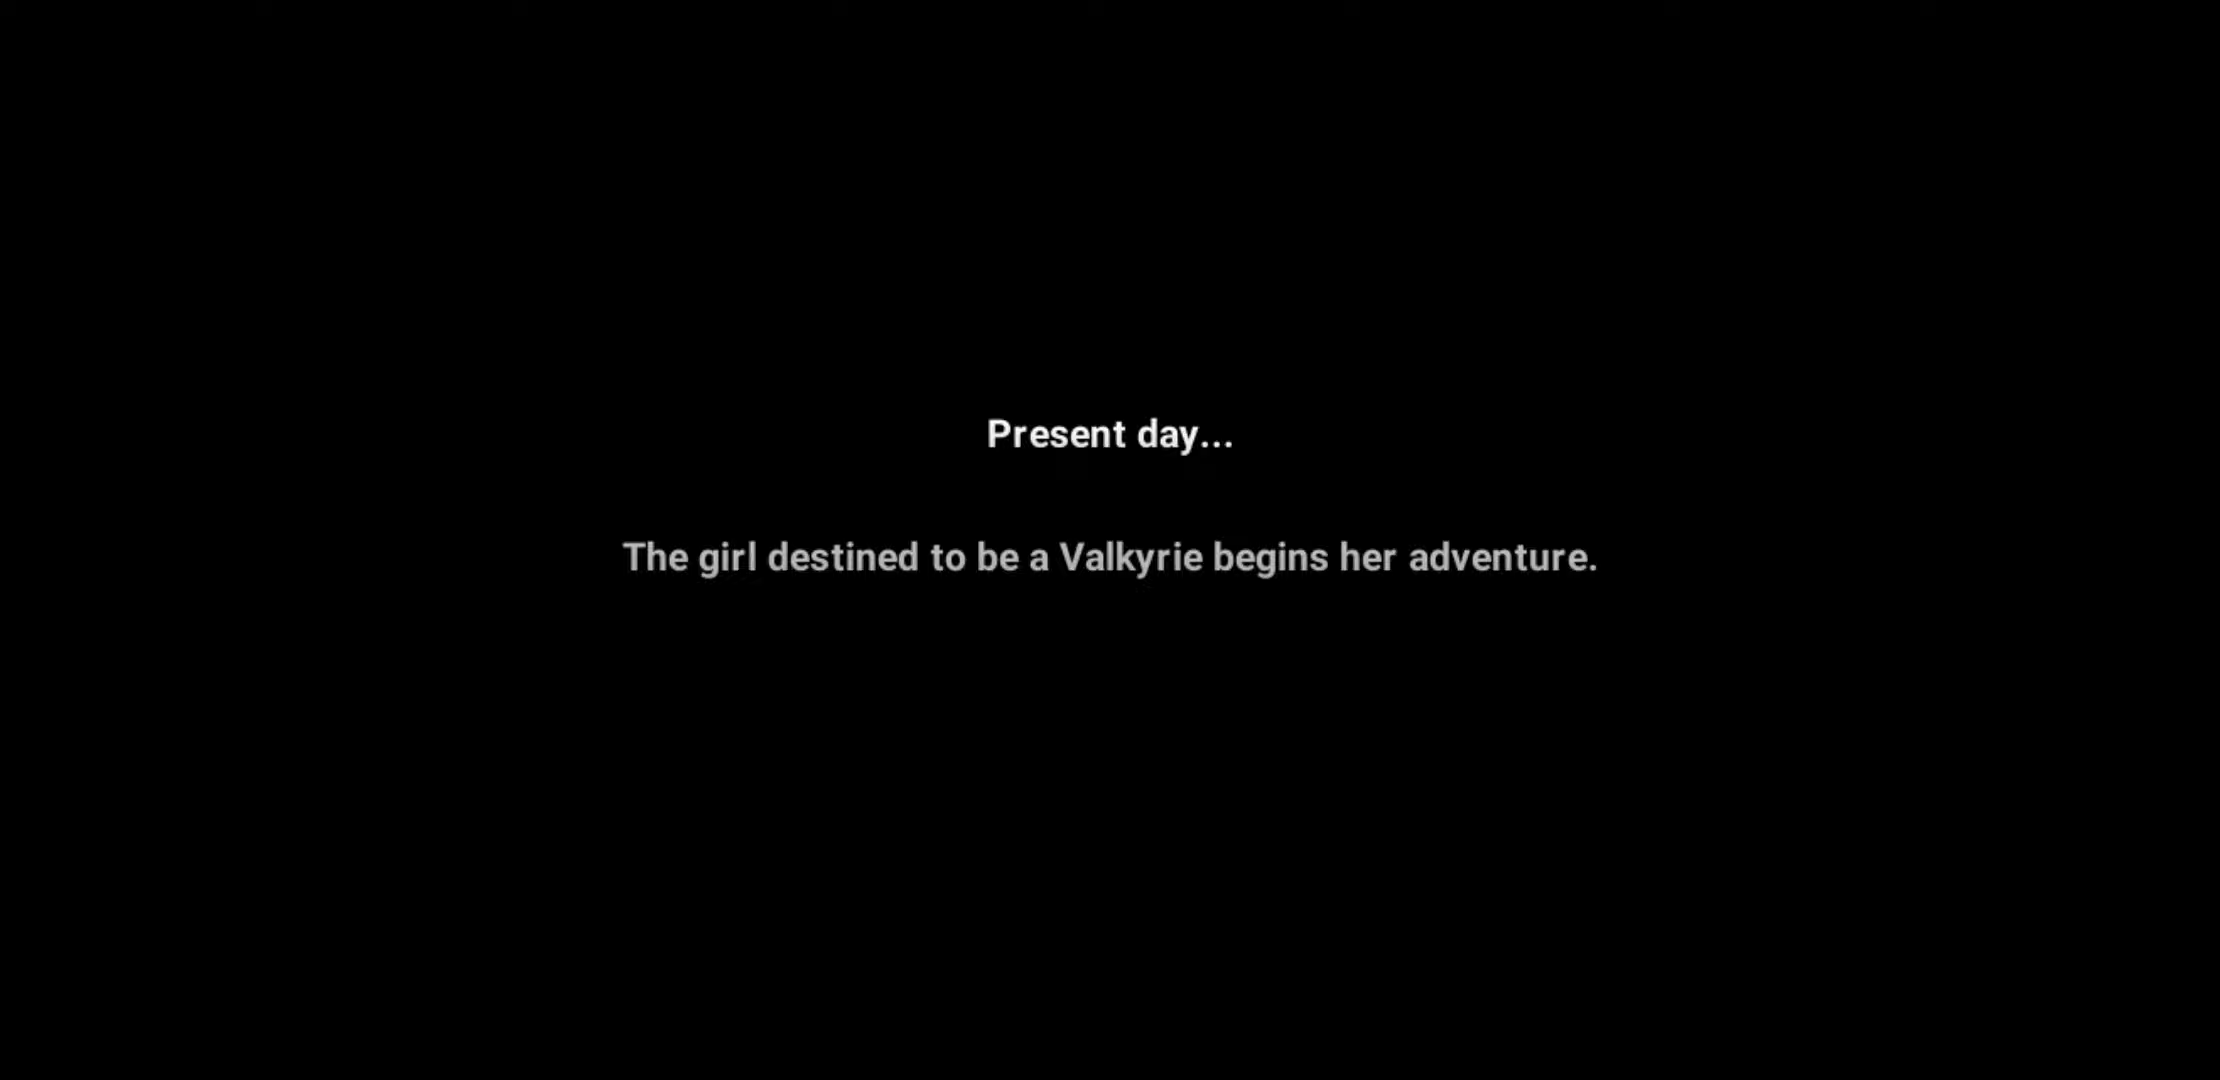 Present day...
The girl destined to be a Valkyrie begins her adventure.